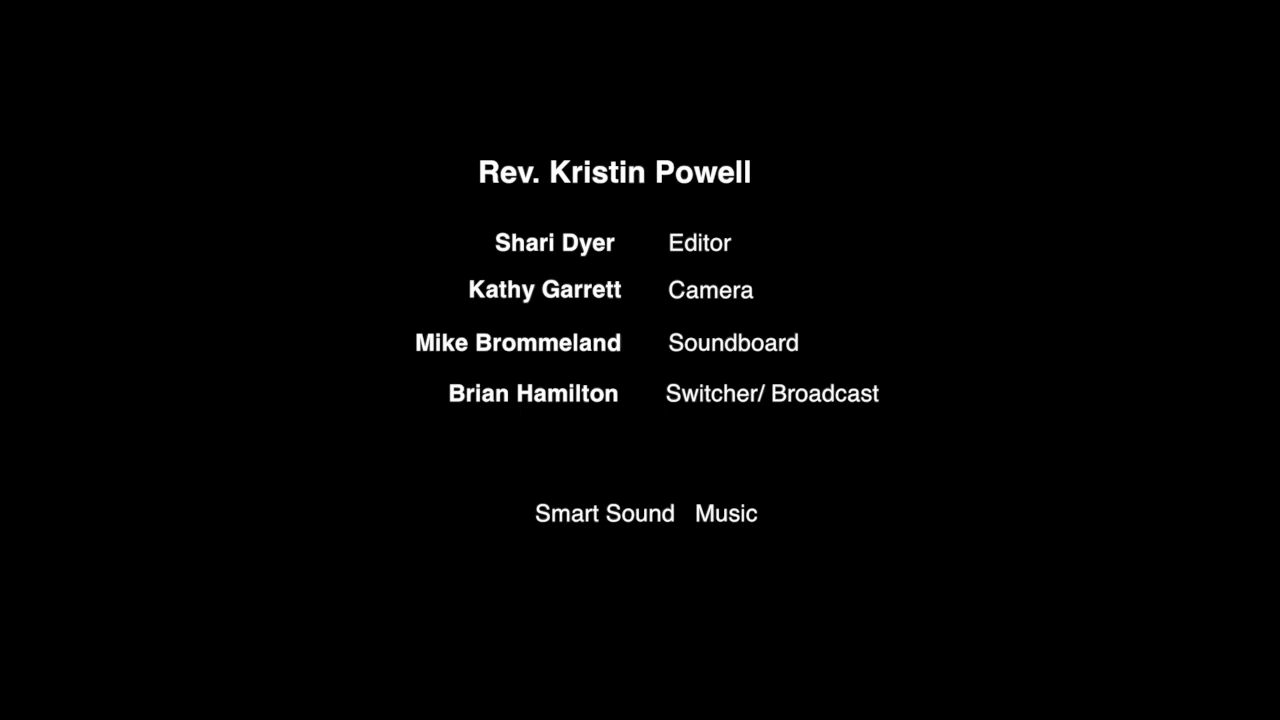 Rev. Kristin Powell
Shari Dyer Editor
Kathy Garrett Camera
Mike Brommeland Soundboard
Brian Hamilton Switcher/ Broadcast
Smart Sound Music